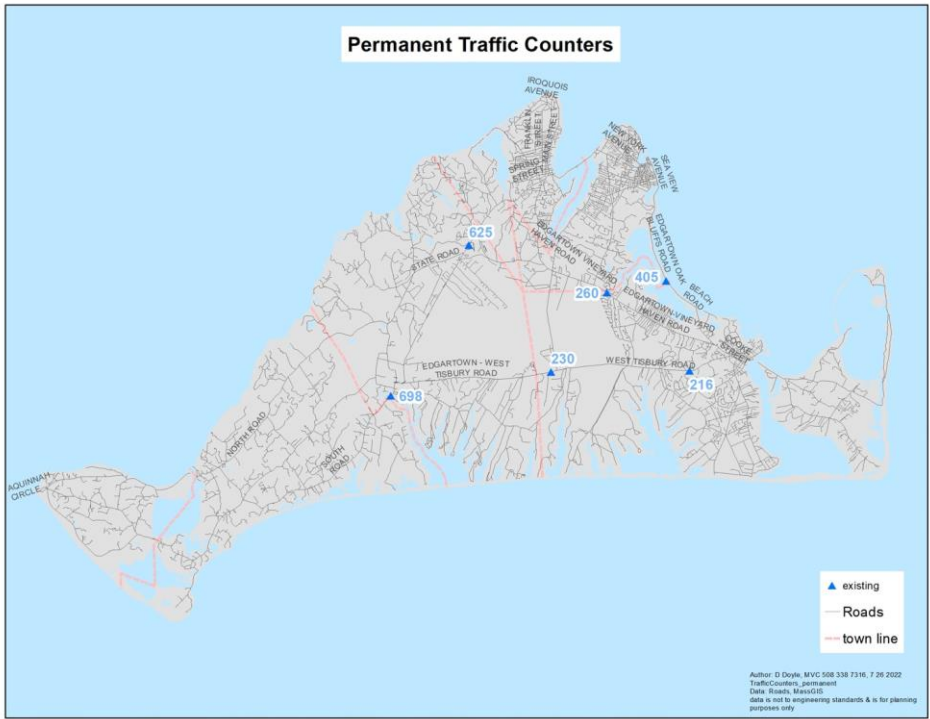 Permanent Traffic Counters
IROQUOIS
AVENUE
FRANKLIN
STREET
MAIN STREET
SPRING
STREET
NEW YORK
AVENUE
SEA VIEW
AVENUE
EDGARTOWN OAK
BLUFFS ROAD
BEACH
ROAD
625
STATE ROAD
EDGARTOWN VINEYARD
HAVEN ROAD
405
260
EDGARTOWN-VINEYARD
HAVEN ROAD
COOKE
STREET
230
EDGARTOWN - WEST
TISBURY ROAD
WEST TISBURY ROAD
216
698
NORTH ROAD
SOUTH
ROAD
AQUINNAH
CIRCLE
existing
Roads
town line
Author: D Doyle, MVC 508 338 7316, 7 26 2022
TrafficCounters_permanent
Data: Roads, MassGIS
data is not to engineering standards & is for planning
purposes only